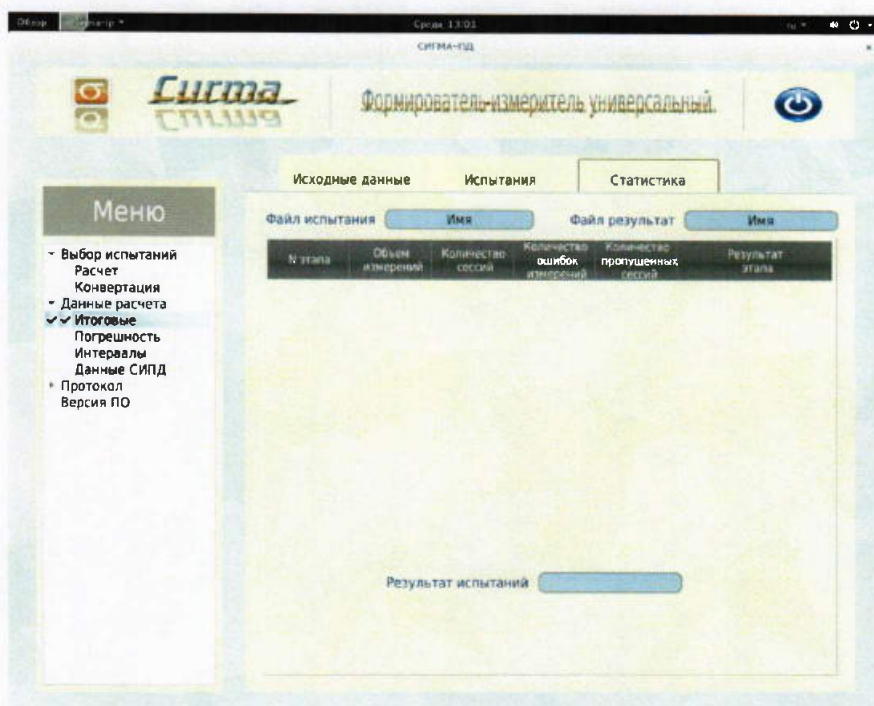 Обзор
Среда, 13:01
СИГМА-ПД
Сигма
Формирователь-измеритель универсальный.
Исходные данные Испытания Статистика
Меню
Файл испытания Имя Файл результат Имя
N этапа Объем измерений Количество сессий Количество ошибок измерений Количество пропущенных сессий Результат этапа
Выбор испытаний
Расчет
Конвертация
Данные расчета
Итоговые
Погрешность
Интервалы
Данные СИПД
Протокол
Версия ПО
Результат испытаний